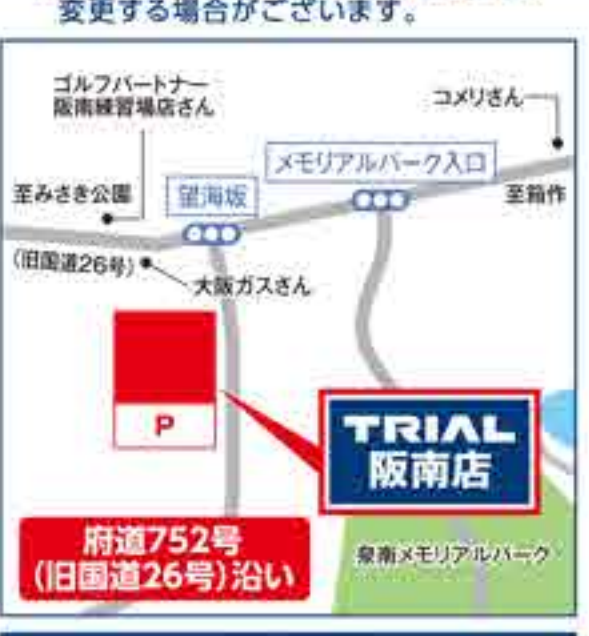 変更する場合がございます。
ゴルフパートナー
阪南練習場店さん
コメリさん
メモリアルパーク入口
至みさき公園
望海坂
至箱作
(旧国道26号)
大阪ガスさん
P
TRIAL
阪南店
府道752号
(旧国道26号)沿い
泉南メモリアルパーク